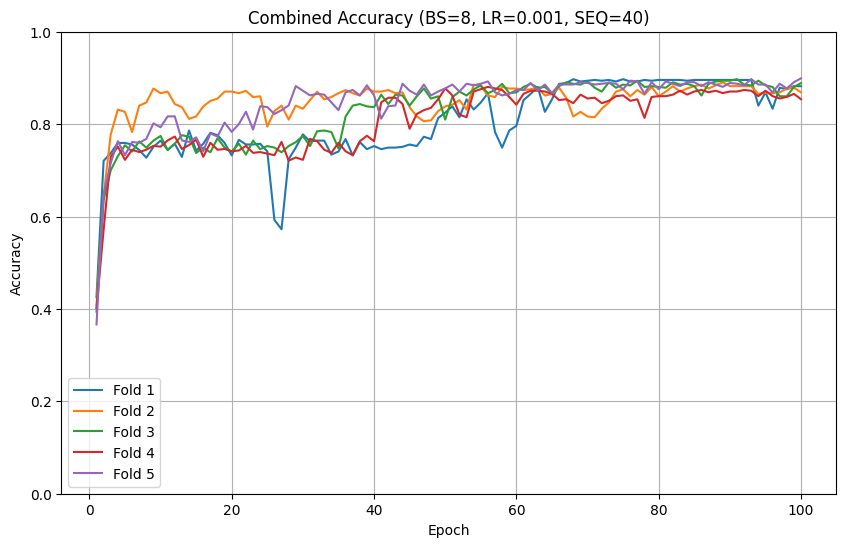 Combined Accuracy (BS=8, LR=0.001, SEQ=40)
1.0
0.8
0.6
0.4
0.2
0.0
Accuracy
Fold 1
Fold 2
Fold 3
Fold 4
Fold 5
0 20 40 60 80 100
Epoch